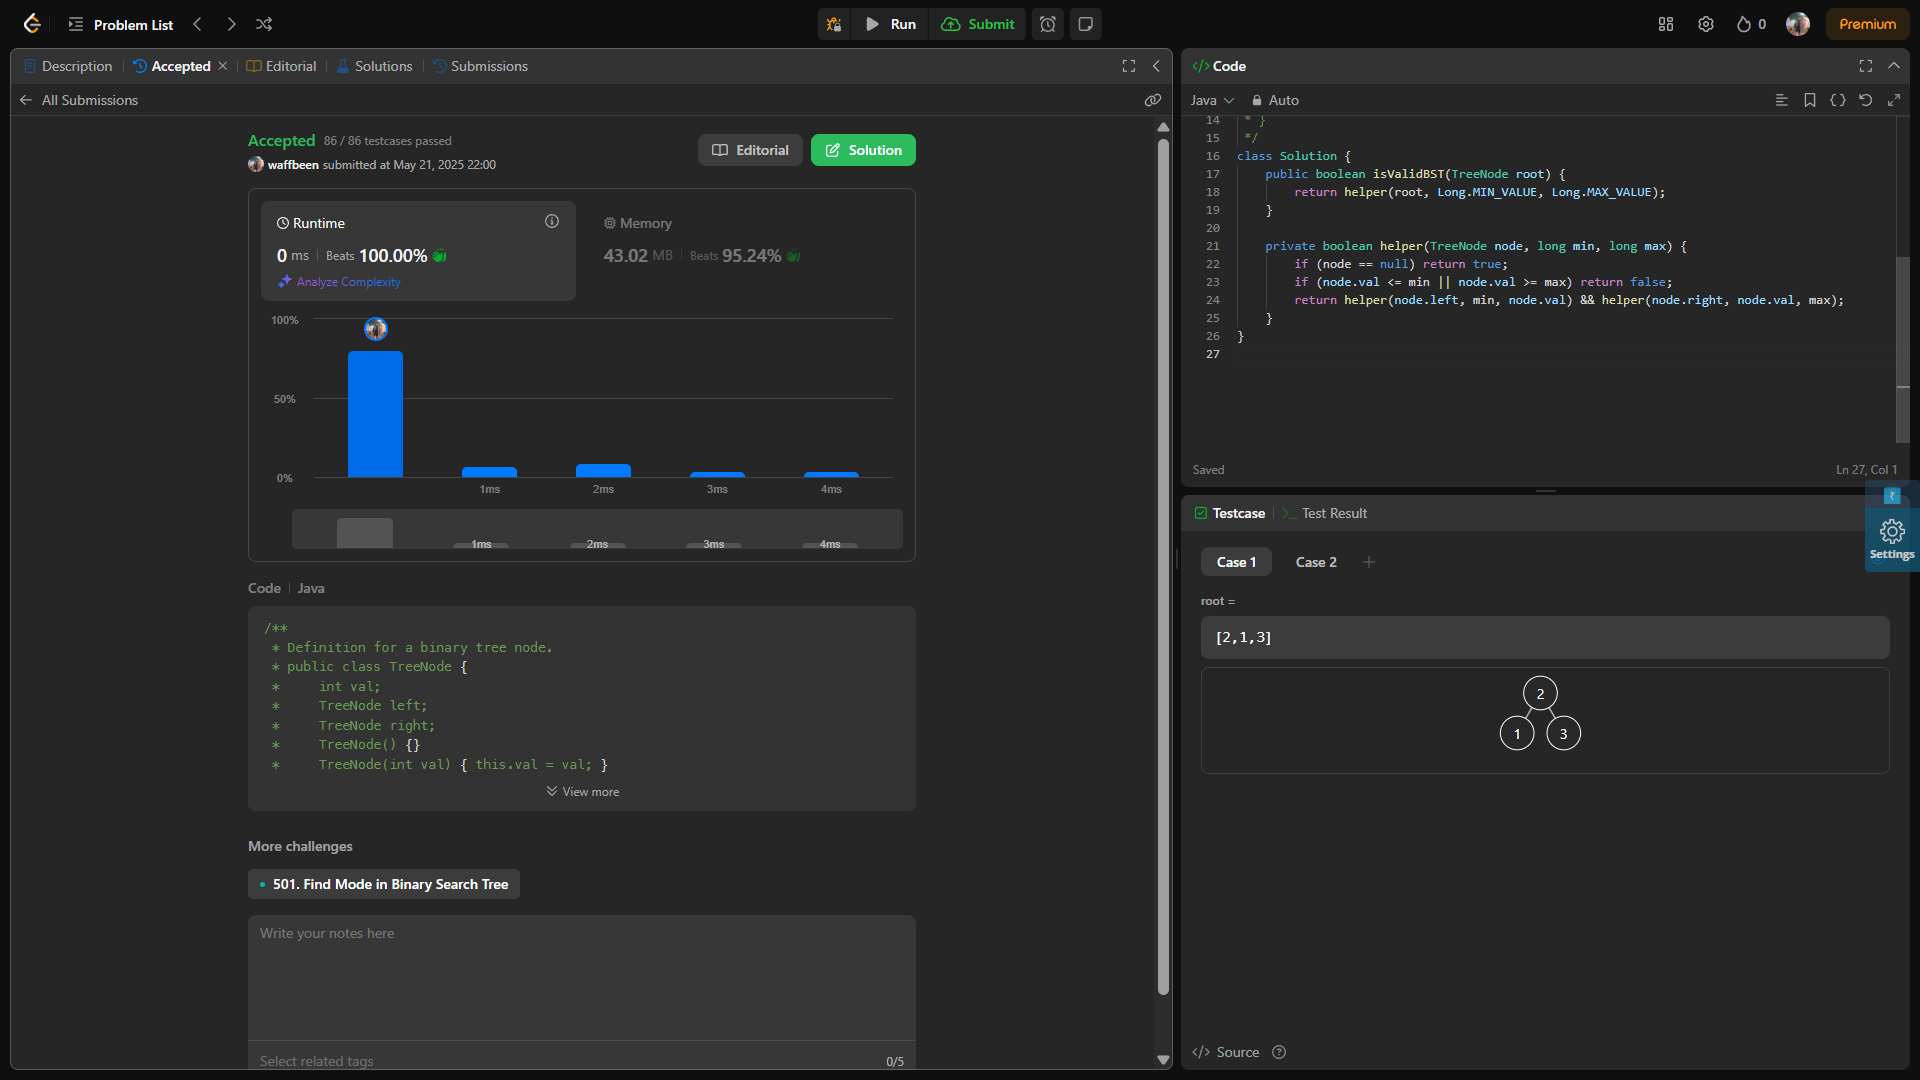 Problem List
Run
Submit
0
Premium
Description
Accepted
Editorial
Solutions
Submissions
All Submissions
Accepted 86 / 86 testcases passed
waffbeen submitted at May 21, 2025 22:00
Editorial
Solution
Runtime
0 ms Beats 100.00%
Analyze Complexity
Memory
43.02 MB Beats 95.24%
100%
50%
0%
1ms
2ms
3ms
4ms
1ms
2ms
3ms
4ms
Code
Java
/**
 * Definition for a binary tree node.
 * public class TreeNode {
 *     int val;
 *     TreeNode left;
 *     TreeNode right;
 *     TreeNode() {}
 *     TreeNode(int val) { this.val = val; }
View more
More challenges
501. Find Mode in Binary Search Tree
Write your notes here
Select related tags
0/5
</> Code
Java
Auto
14  * }
15  */
16 class Solution {
17     public boolean isValidBST(TreeNode root) {
18         return helper(root, Long.MIN_VALUE, Long.MAX_VALUE);
19     }
20
21     private boolean helper(TreeNode node, long min, long max) {
22         if (node == null) return true;
23         if (node.val <= min || node.val >= max) return false;
24         return helper(node.left, min, node.val) && helper(node.right, node.val, max);
25     }
26 }
27
Saved
Ln 27, Col 1
₹
Settings
Testcase
>_ Test Result
Case 1
Case 2
+
root =
[2,1,3]
2
1
3
</> Source